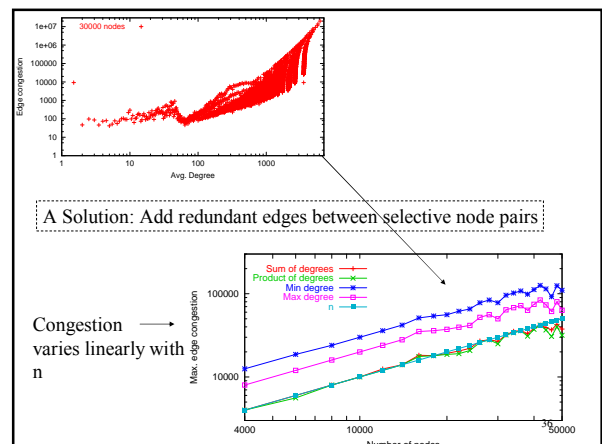 1e+07
1e+06
100000
10000
1000
100
10
1
30000 nodes
Edge congestion
1 10 100 1000
Avg. Degree
A Solution: Add redundant edges between selective node pairs
Congestion
varies linearly with
n
Sum of degrees
Product of degrees
Min degree
Max degree
n
Max. edge congestion
100000
10000
4000
4000 10000 50000
36
Number of nodes